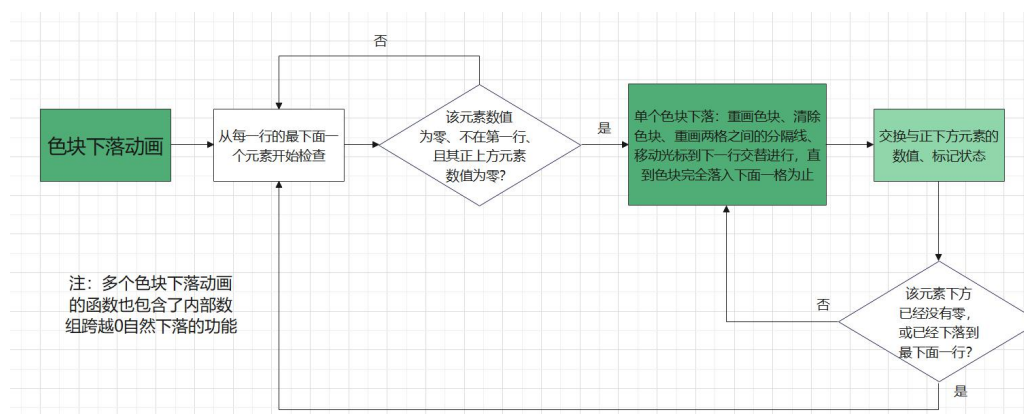 否
色块下落动画
从每一行的最下面一
个元素开始检查
该元素数值
为零、不在第一行、
且其正上方元素
数值为零？
是
单个色块下落：重画色块、清除
色块、重画两格之间的分隔线、
移动光标到下一行交替进行，直
到色块完全落入下面一格为止
交换与正下方元素的
数值、标记状态
注：多个色块下落动画
的函数也包含了内部数
组跨越0自然下落的功能
否
该元素下方
已经没有零，
或已经下落到
最下面一行？
是